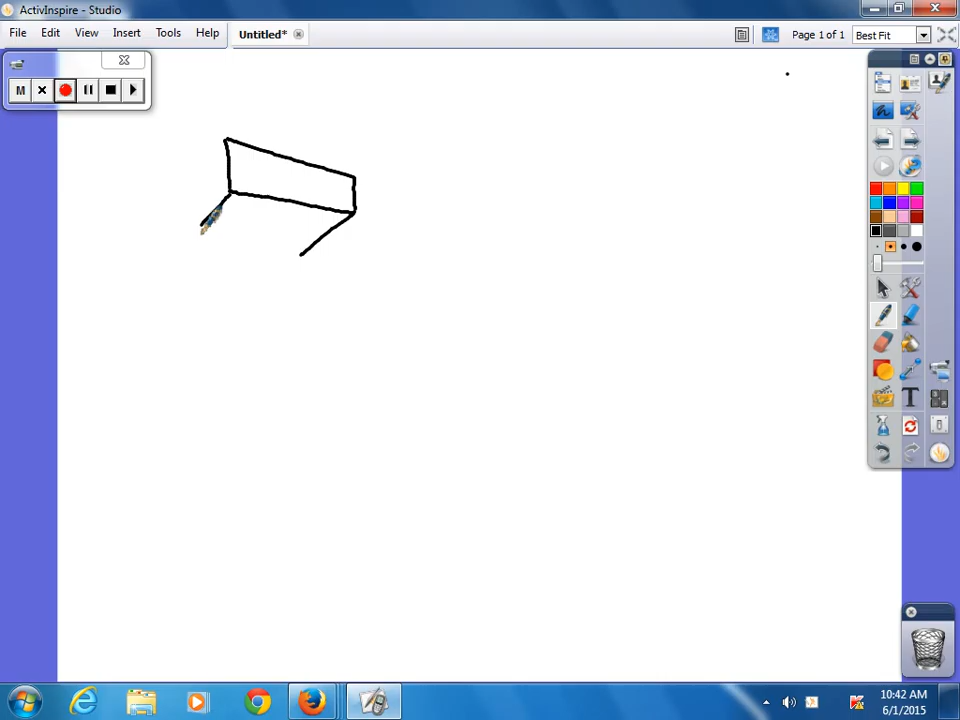 ActivInspire - Studio
File Edit View Insert Tools Help Untitled* Page 1 of 1 Best Fit
M
T
10:42 AM
6/1/2015